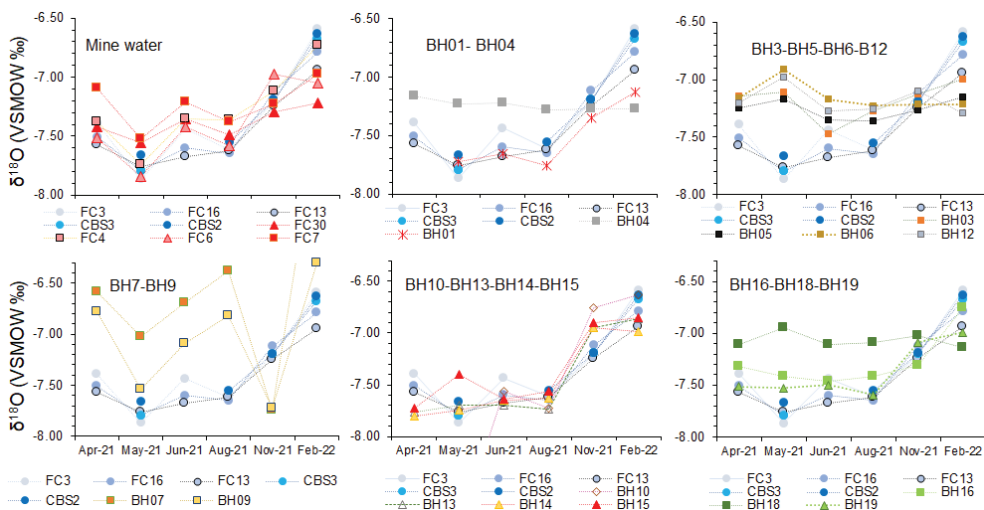 Mine water
BH01- BH04
BH3-BH5-BH6-B12
δ¹⁸O (VSMOW ‰)
-6.50
-7.00
-7.50
-8.00
-6.50
-7.00
-7.50
-8.00
-6.50
-7.00
-7.50
-8.00
FC3 FC16 FC13
CBS3 CBS2 FC30
FC4 FC6 FC7
FC3 FC16 FC13
CBS3 CBS2 BH04
BH01
FC3 FC16 FC13
CBS3 CBS2 BH03
BH05 BH06 BH12
BH7-BH9
BH10-BH13-BH14-BH15
BH16-BH18-BH19
δ¹⁸O (VSMOW ‰)
-6.50
-7.00
-7.50
-8.00
-6.50
-7.00
-7.50
-8.00
-6.50
-7.00
-7.50
-8.00
Apr-21 May-21 Jun-21 Aug-21 Nov-21 Feb-22
Apr-21 May-21 Jun-21 Aug-21 Nov-21 Feb-22
Apr-21 May-21 Jun-21 Aug-21 Nov-21 Feb-22
FC3 FC16 FC13 CBS3
CBS2 BH07 BH09
FC3 FC16 FC13
CBS3 CBS2 BH10
BH13 BH14 BH15
FC3 FC16 FC13
CBS3 CBS2 BH16
BH18 BH19